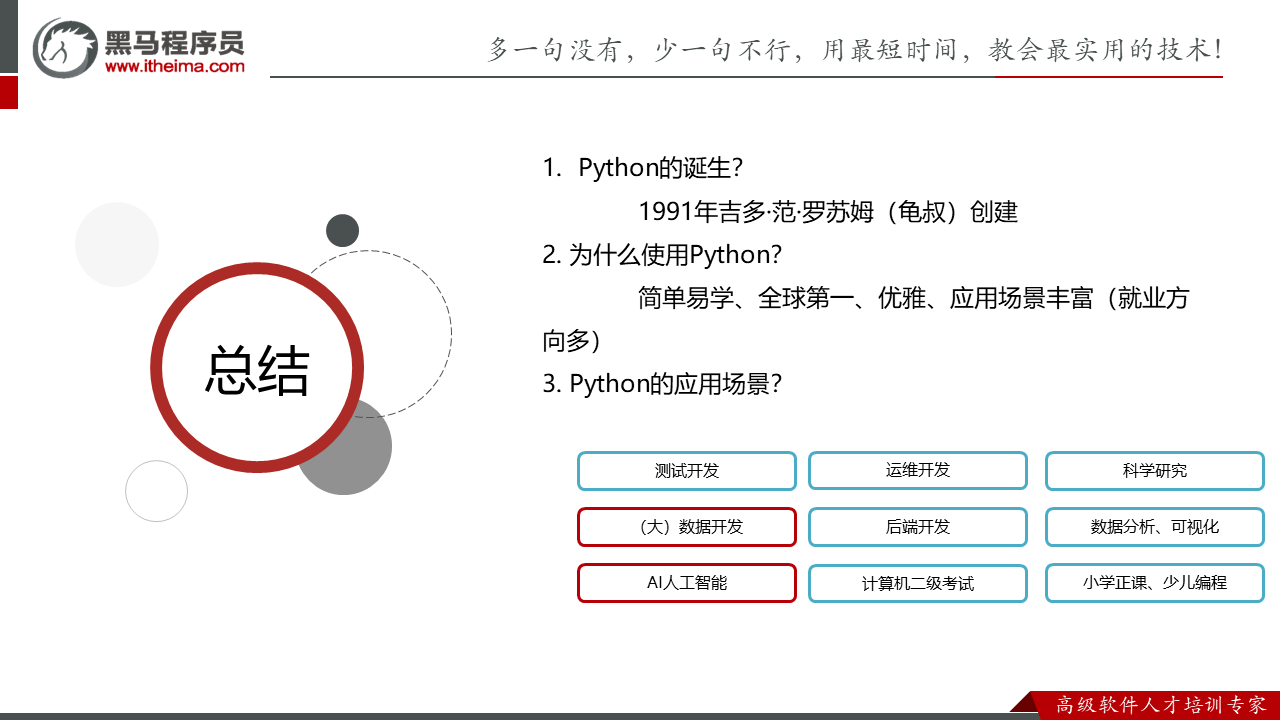 黑马程序员
www.itheima.com
多一句没有，少一句不行，用最短时间，教会最实用的技术！
总结
1. Python的诞生？
1991年吉多·范·罗苏姆（龟叔）创建
2. 为什么使用Python？
简单易学、全球第一、优雅、应用场景丰富（就业方
向多）
3. Python的应用场景？
测试开发
运维开发
科学研究
（大）数据开发
后端开发
数据分析、可视化
AI人工智能
计算机二级考试
小学正课、少儿编程
高级软件人才培训专家